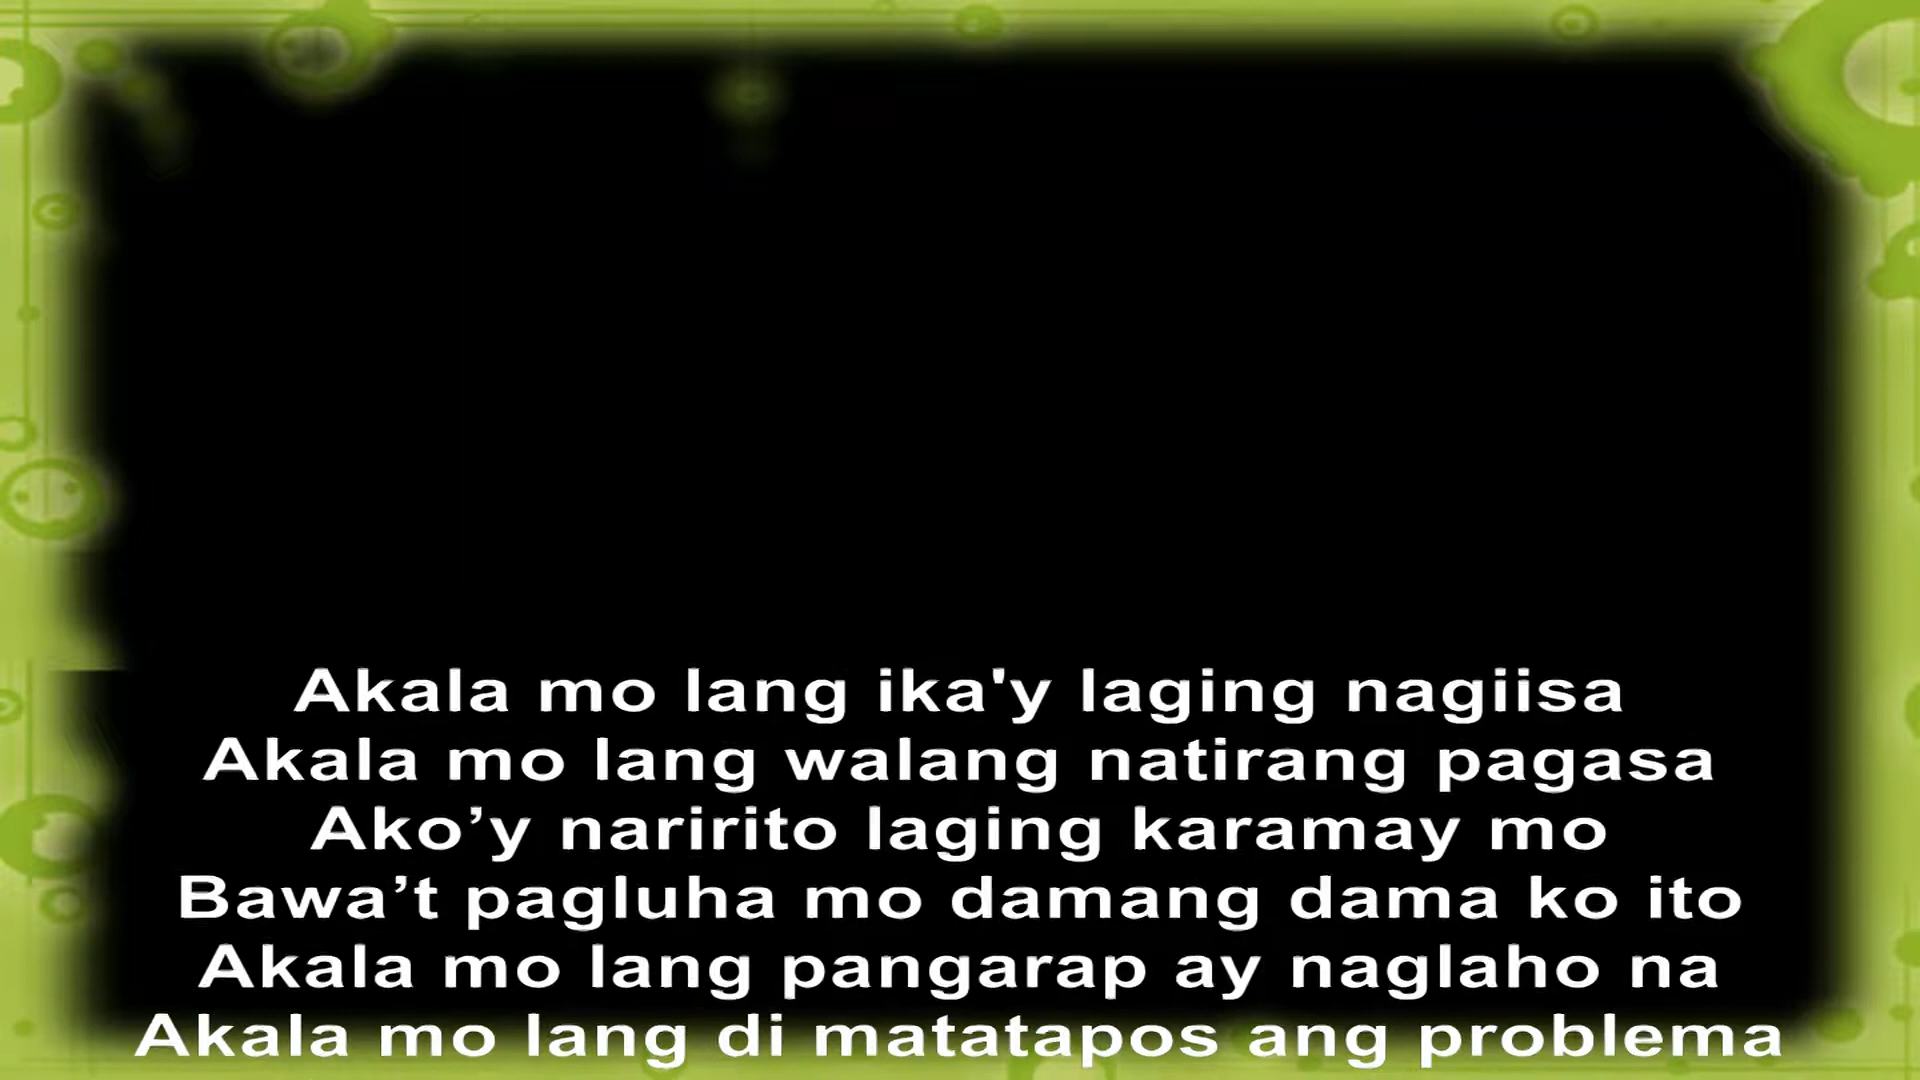 Akala mo lang ika'y laging nagiisa
Akala mo lang walang natirang pagasa
Ako’y naririto laging karamay mo
Bawa’t pagluha mo damang dama ko ito
Akala mo lang pangarap ay naglaho na
Akala mo lang di matatapos ang problema